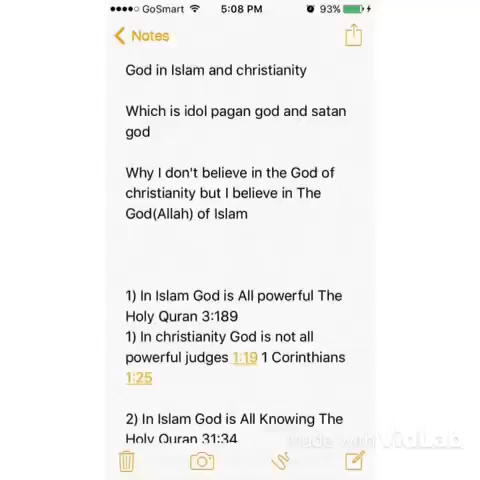 GoSmart 5:08 PM 93%
Notes
God in Islam and christianity
Which is idol pagan god and satan
god
Why I don't believe in the God of
christianity but I believe in The
God(Allah) of Islam
1) In Islam God is All powerful The
Holy Quran 3:189
1) In christianity God is not all
powerful judges 1:19 1 Corinthians
1:25
2) In Islam God is All Knowing The
Holy Quran 31:34
made with VidLab